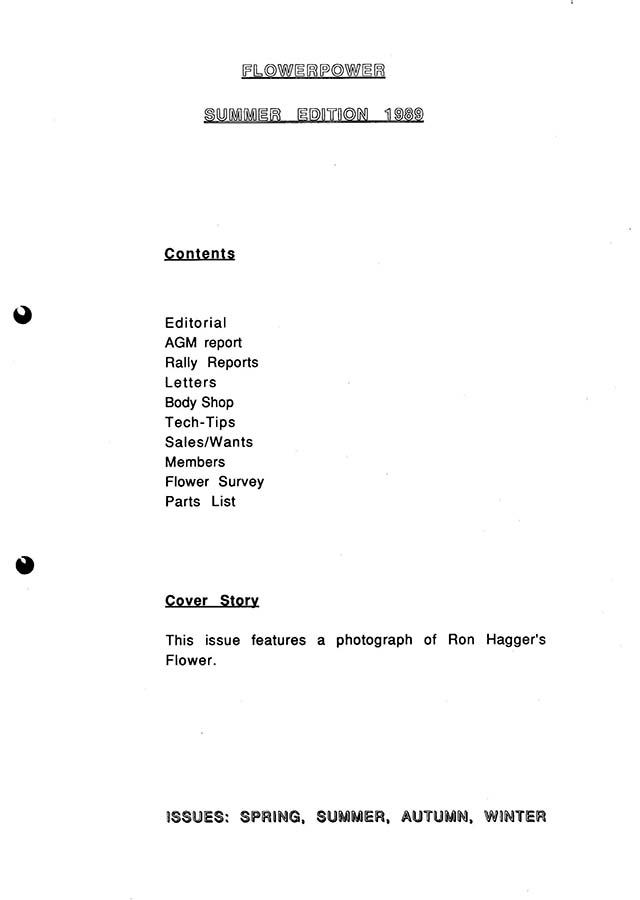 FLOWERPOWER
SUMMER EDITION 1989
Contents
Editorial
AGM report
Rally Reports
Letters
Body Shop
Tech-Tips
Sales/Wants
Members
Flower Survey
Parts List
Cover Story
This issue features a photograph of Ron Hagger's
Flower.
ISSUES: SPRING, SUMMER, AUTUMN, WINTER